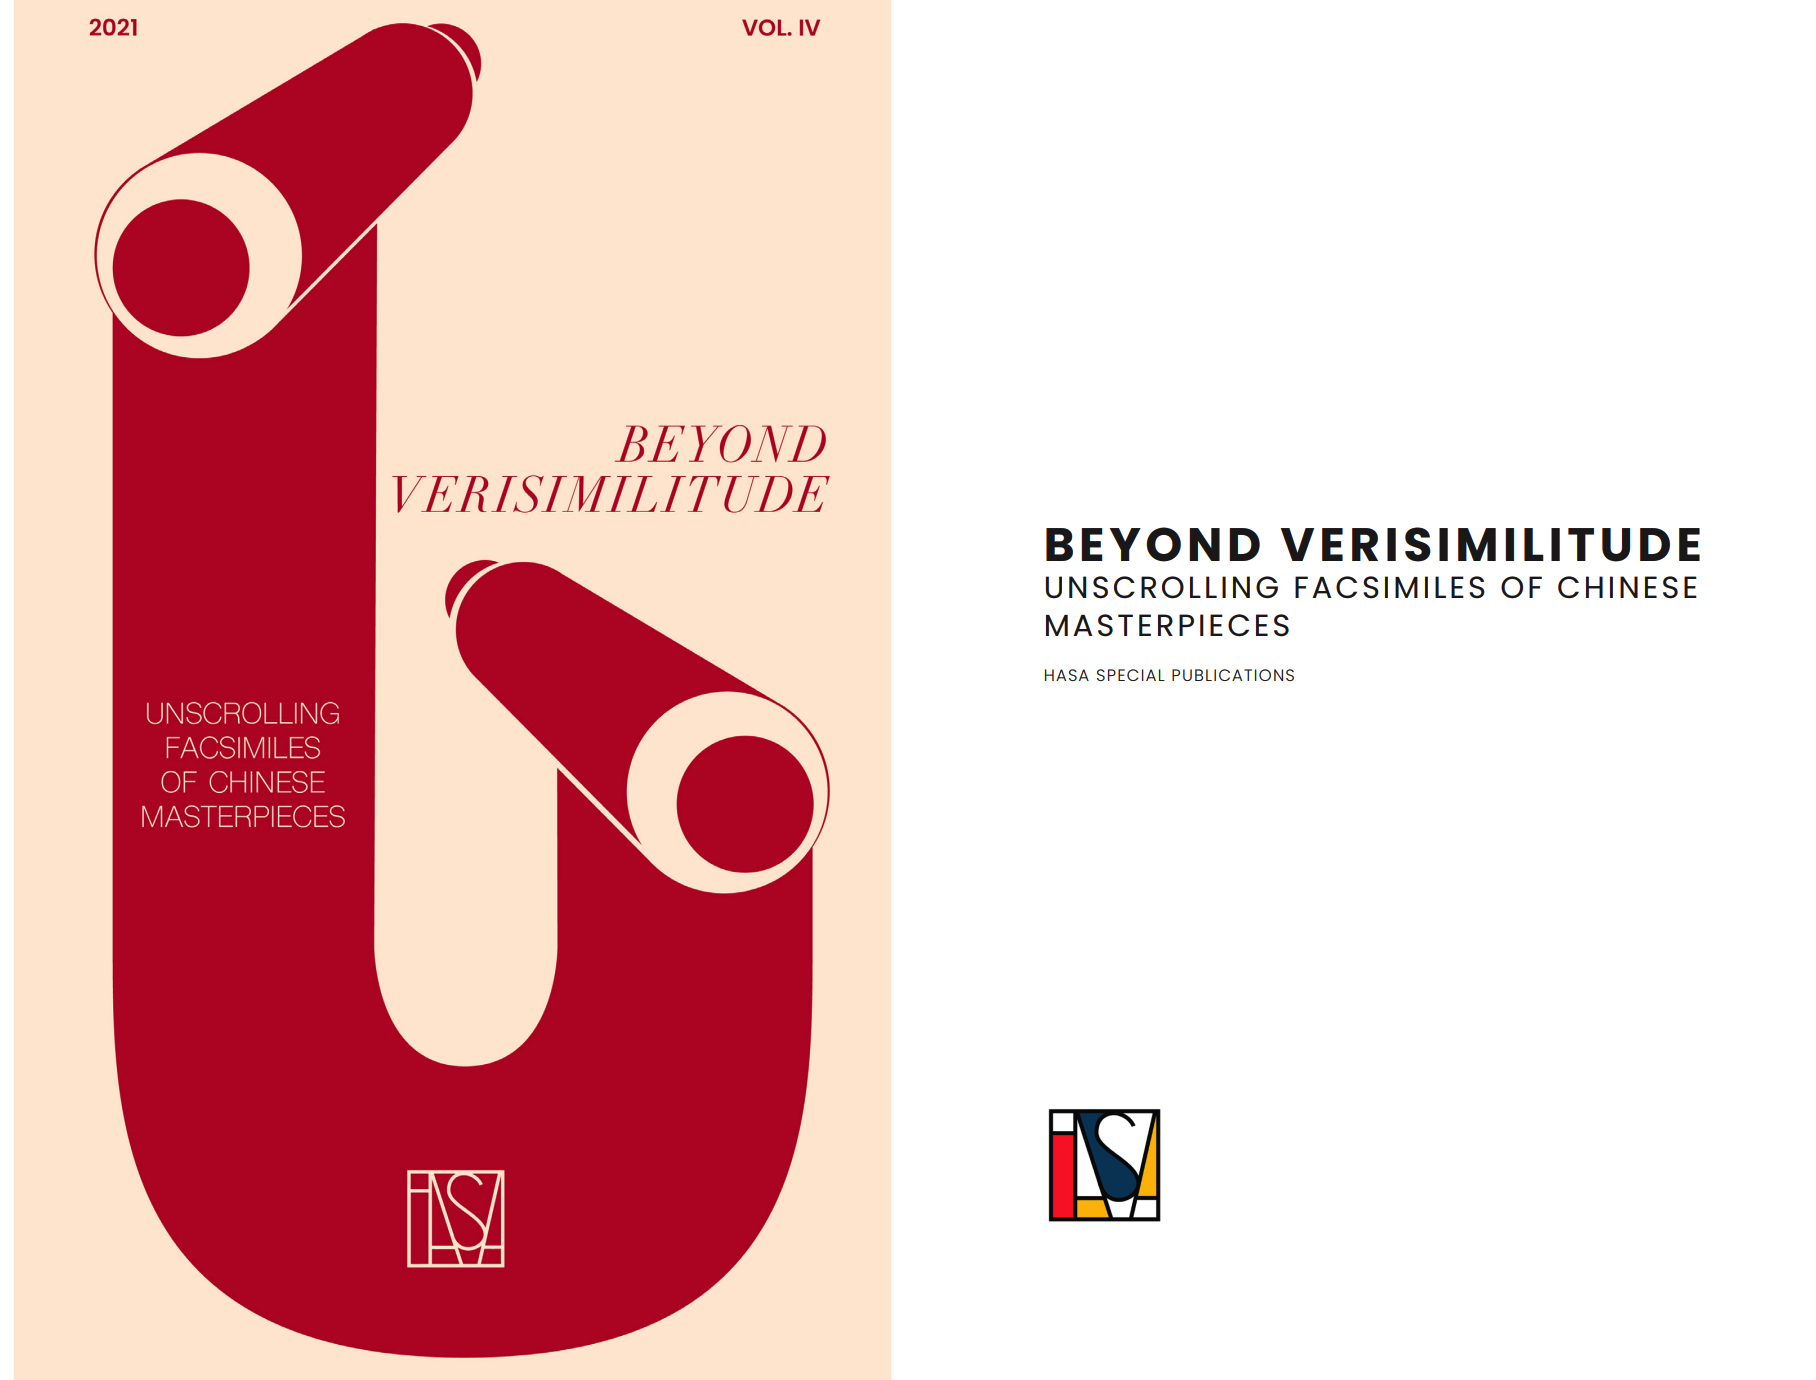 2021
VOL. IV
BEYOND
VERISIMILITUDE
UNSCROLLING
FACSIMILES
OF CHINESE
MASTERPIECES
BEYOND VERISIMILITUDE
UNSCROLLING FACSIMILES OF CHINESE
MASTERPIECES
HASA SPECIAL PUBLICATIONS